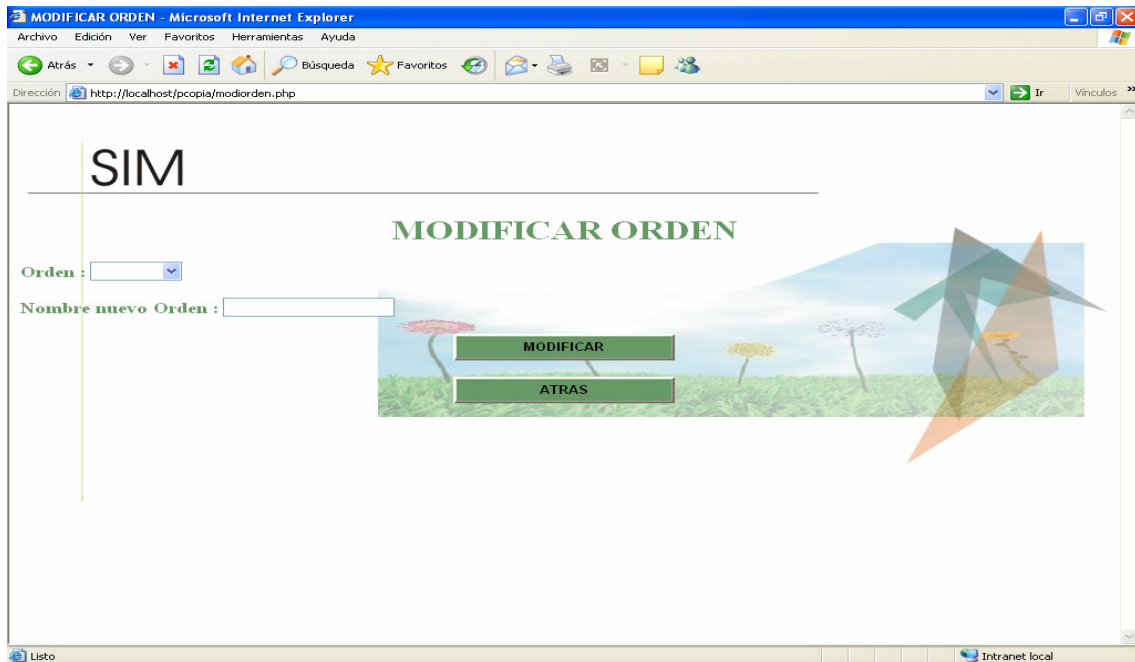 MODIFICAR ORDEN - Microsoft Internet Explorer
Archivo Edición Ver Favoritos Herramientas Ayuda
Atrás Búsqueda Favoritos
Dirección http://localhost/pcopia/modiorden.php Ir Vínculos »
SIM
MODIFICAR ORDEN
Orden :
Nombre nuevo Orden :
MODIFICAR
ATRAS
Listo Intranet local